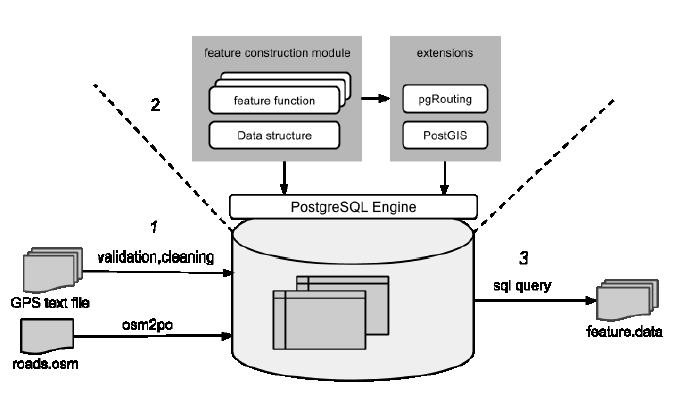 feature construction module
extensions
2
feature function
pgRouting
Data structure
PostGIS
PostgreSQL Engine
1
validation,cleaning
3
sql query
GPS text file
osm2po
feature.data
roads.osm